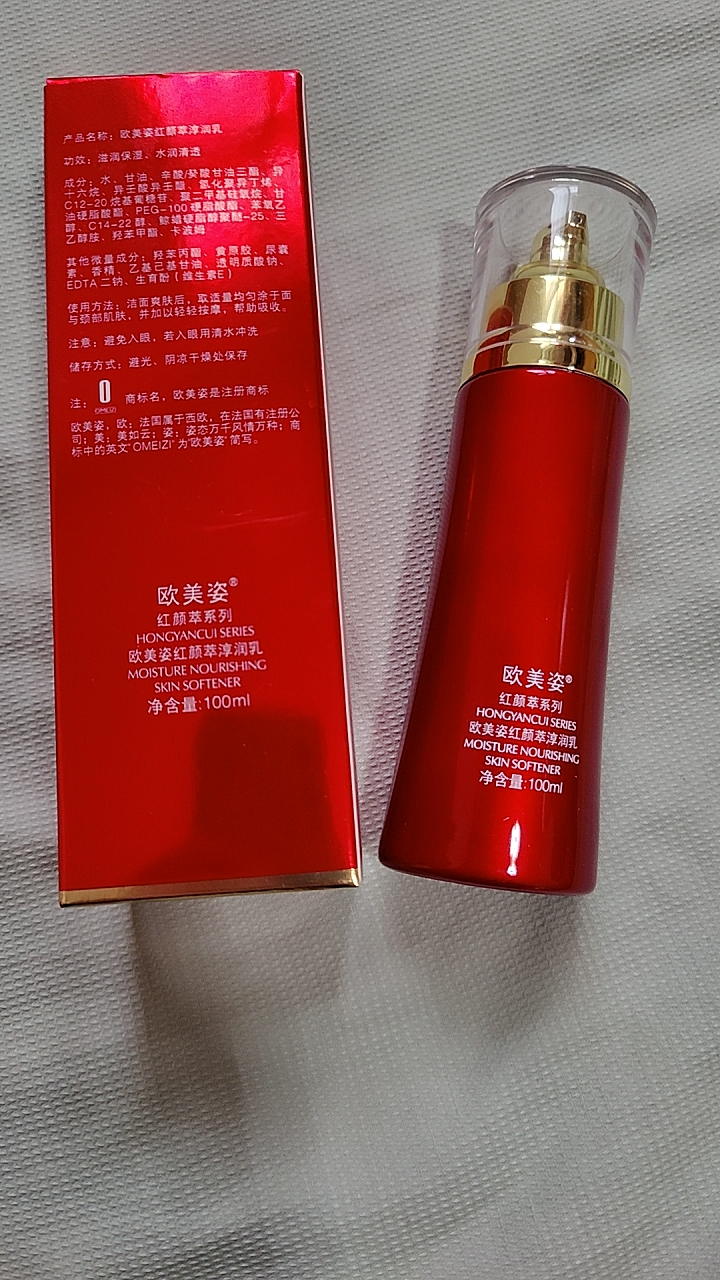 产品名称：欧美姿红颜萃淳润乳
功效：滋润保湿、水润清透
成分：水、甘油、辛酸/癸酸甘油三酯、异
十六烷、异壬酸异壬酯、氢化聚异丁烯、
C12-20 烷基葡糖苷、聚二甲基硅氧烷、甘
油硬脂酸酯、PEG-100 硬脂酸酯、苯氧乙
醇、C14-22 醇、鲸蜡硬脂醇聚醚-25、三
乙醇胺、羟苯甲酯、卡波姆
其他微量成分：羟苯丙酯、黄原胶、尿囊
素、香精、乙基己基甘油、透明质酸钠、
EDTA 二钠、生育酚（维生素E）
使用方法：洁面爽肤后，取适量均匀涂于面
与颈部肌肤，并加以轻轻按摩，帮助吸收。
注意：避免入眼，若入眼用清水冲洗
储存方式：避光、阴凉干燥处保存
注： O 商标名，欧美姿是注册商标
OMEIZI
欧美姿，欧：法国属于西欧，在法国有注册公
司；美：美如云；姿：姿态万千风情万种；商
标中的英文“OMEIZI”为“欧美姿”简写。
欧美姿®
红颜萃系列
HONGYANCUI SERIES
欧美姿红颜萃淳润乳
MOISTURE NOURISHING
SKIN SOFTENER
净含量:100ml
欧美姿®
红颜萃系列
HONGYANCUI SERIES
欧美姿红颜萃淳润乳
MOISTURE NOURISHING
SKIN SOFTENER
净含量:100ml